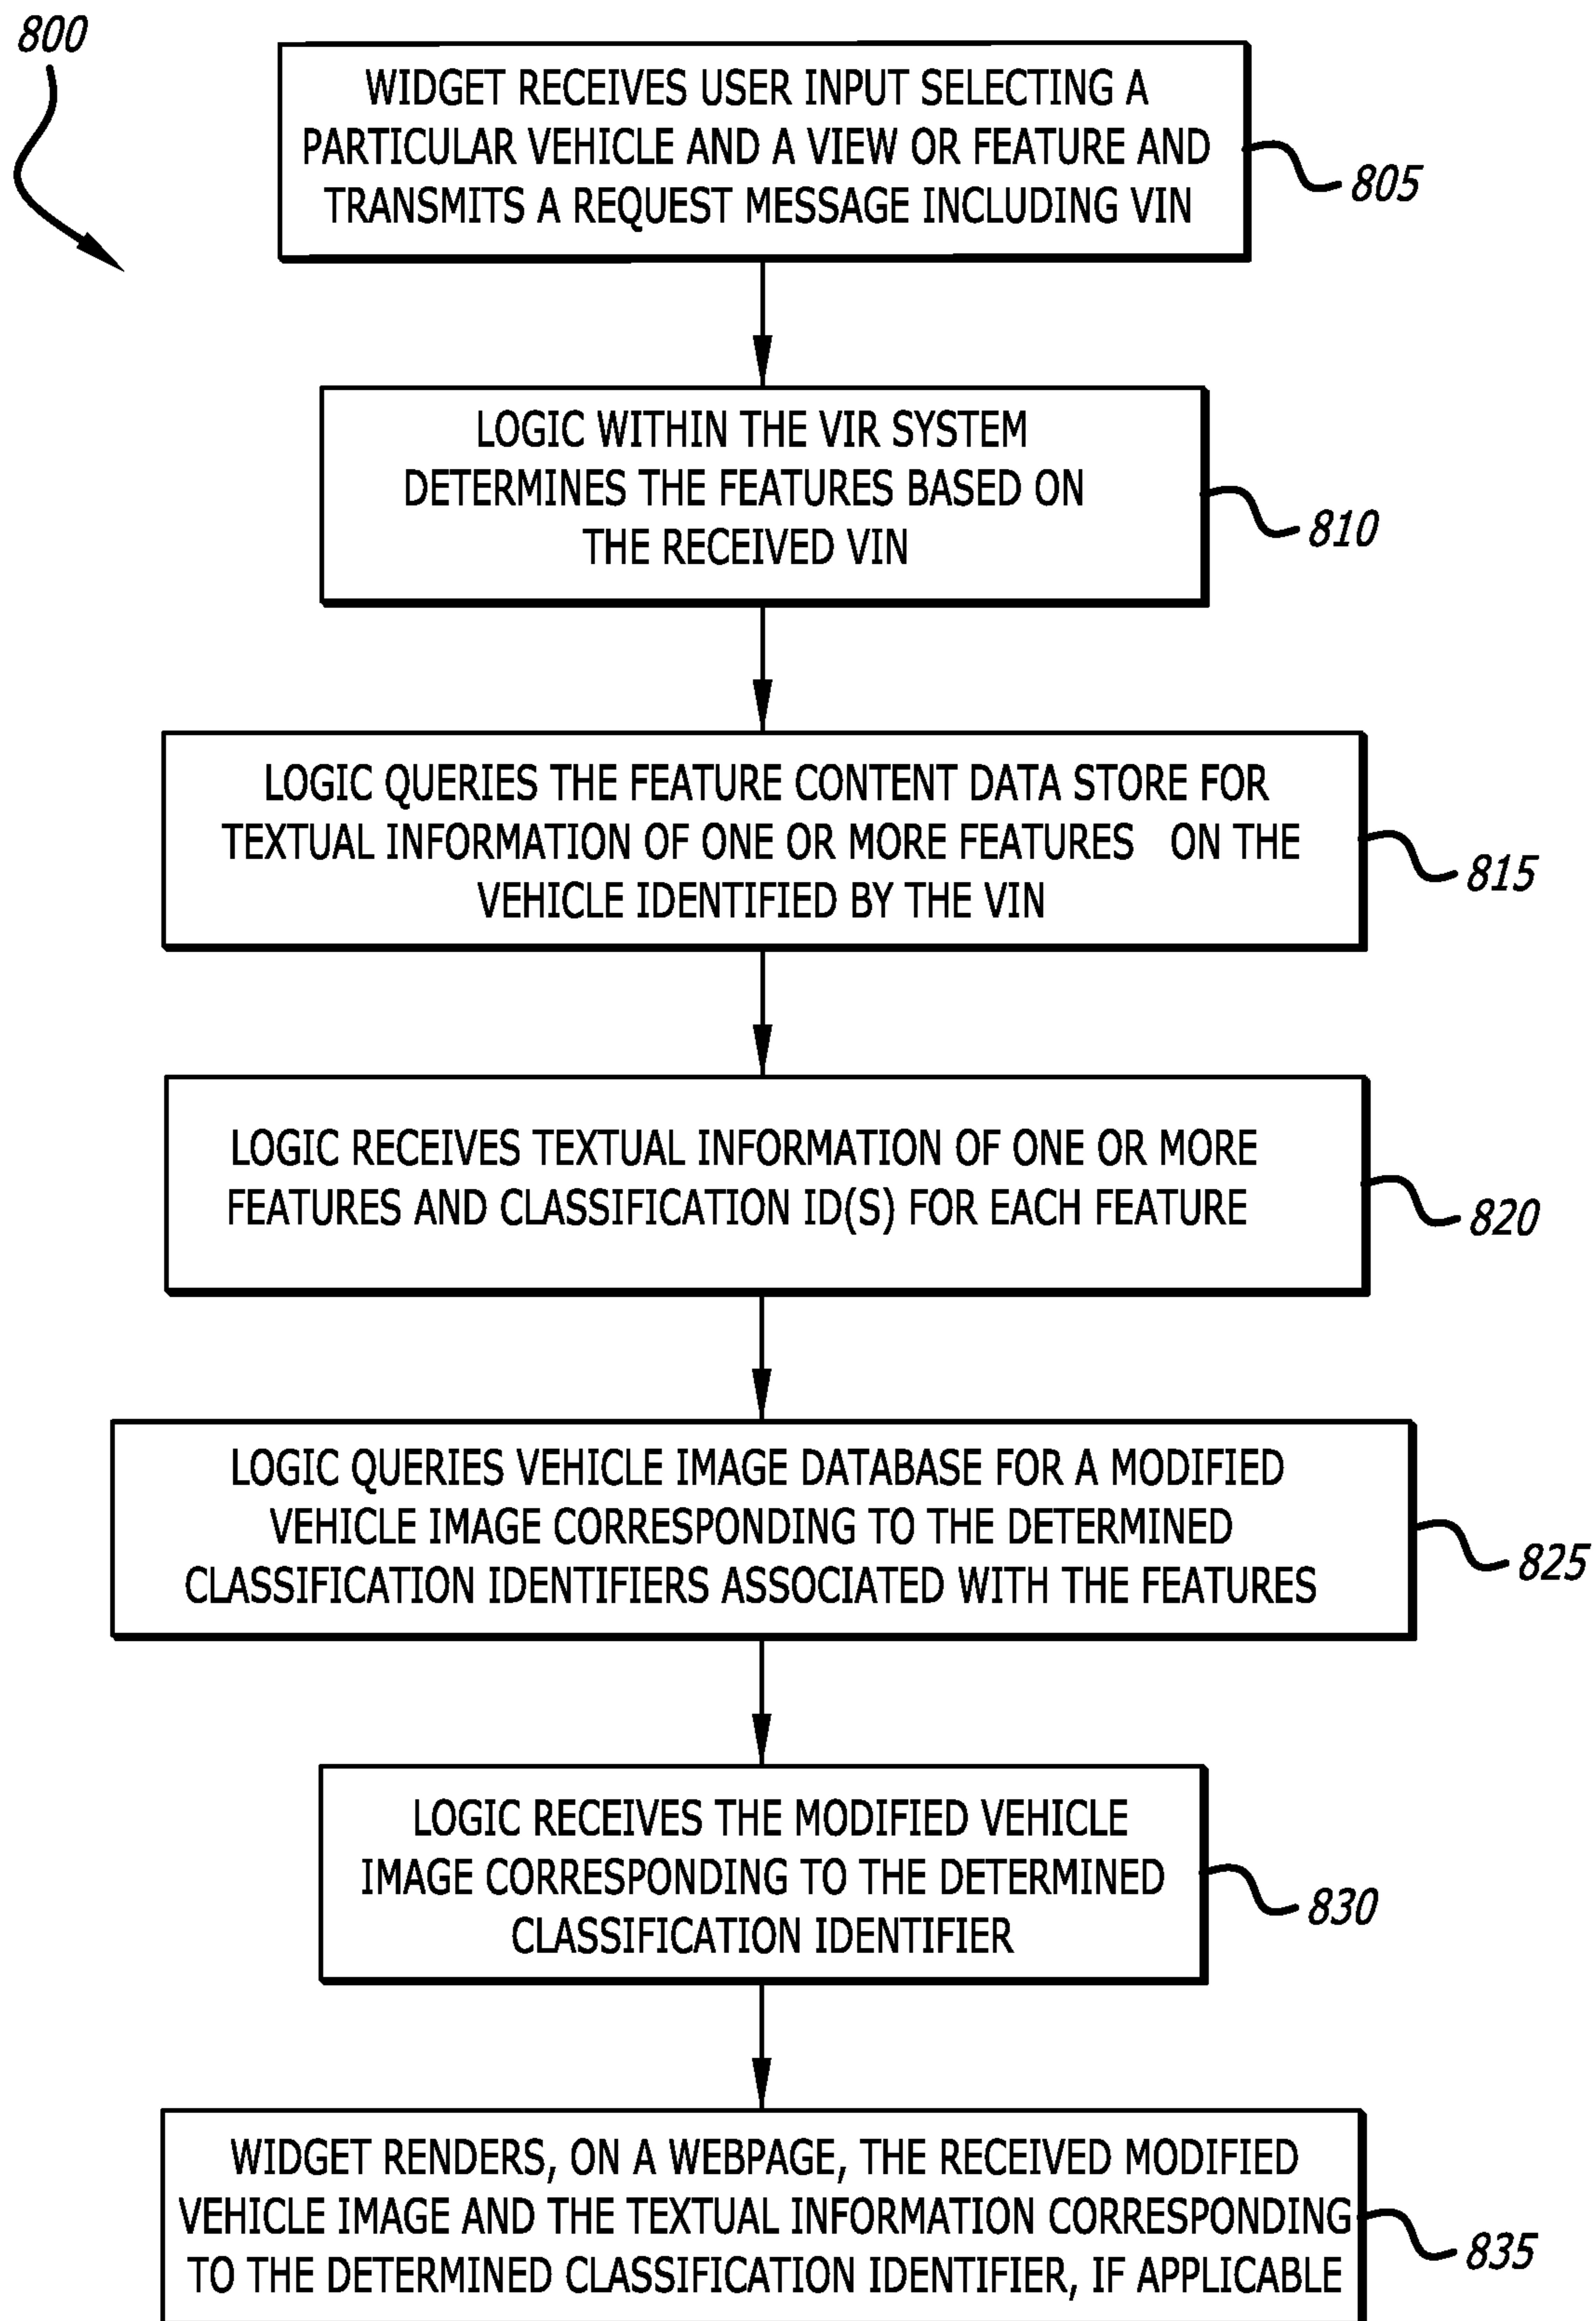 800
WIDGET RECEIVES USER INPUT SELECTING A
PARTICULAR VEHICLE AND A VIEW OR FEATURE AND
TRANSMITS A REQUEST MESSAGE INCLUDING VIN
805
LOGIC WITHIN THE VIR SYSTEM
DETERMINES THE FEATURES BASED ON
THE RECEIVED VIN
810
LOGIC QUERIES THE FEATURE CONTENT DATA STORE FOR
TEXTUAL INFORMATION OF ONE OR MORE FEATURES ON THE
VEHICLE IDENTIFIED BY THE VIN
815
LOGIC RECEIVES TEXTUAL INFORMATION OF ONE OR MORE
FEATURES AND CLASSIFICATION ID(S) FOR EACH FEATURE
820
LOGIC QUERIES VEHICLE IMAGE DATABASE FOR A MODIFIED
VEHICLE IMAGE CORRESPONDING TO THE DETERMINED
CLASSIFICATION IDENTIFIERS ASSOCIATED WITH THE FEATURES
825
LOGIC RECEIVES THE MODIFIED VEHICLE
IMAGE CORRESPONDING TO THE DETERMINED
CLASSIFICATION IDENTIFIER
830
WIDGET RENDERS, ON A WEBPAGE, THE RECEIVED MODIFIED
VEHICLE IMAGE AND THE TEXTUAL INFORMATION CORRESPONDING
TO THE DETERMINED CLASSIFICATION IDENTIFIER, IF APPLICABLE
835